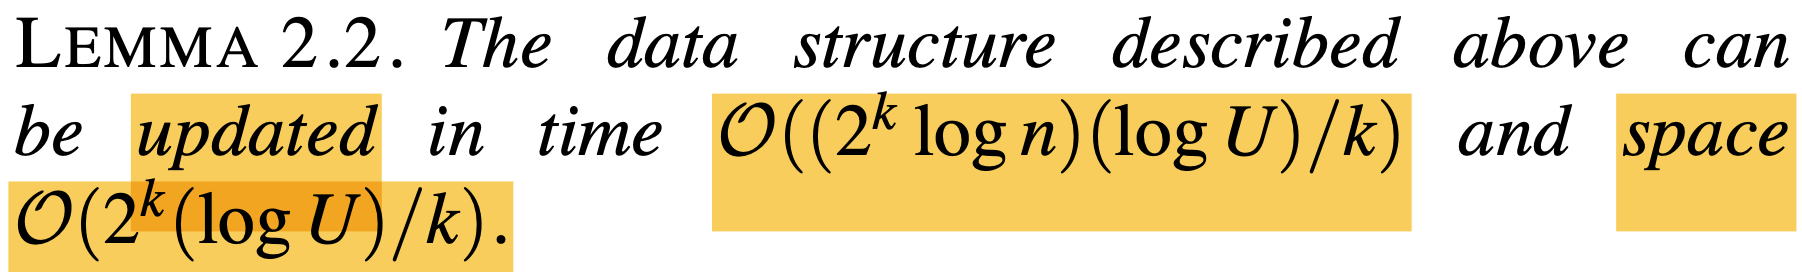 LEMMA 2.2. The data structure described above can
be updated in time 𝒪((2^k log n)(log U)/k) and space
𝒪(2^k(log U)/k).